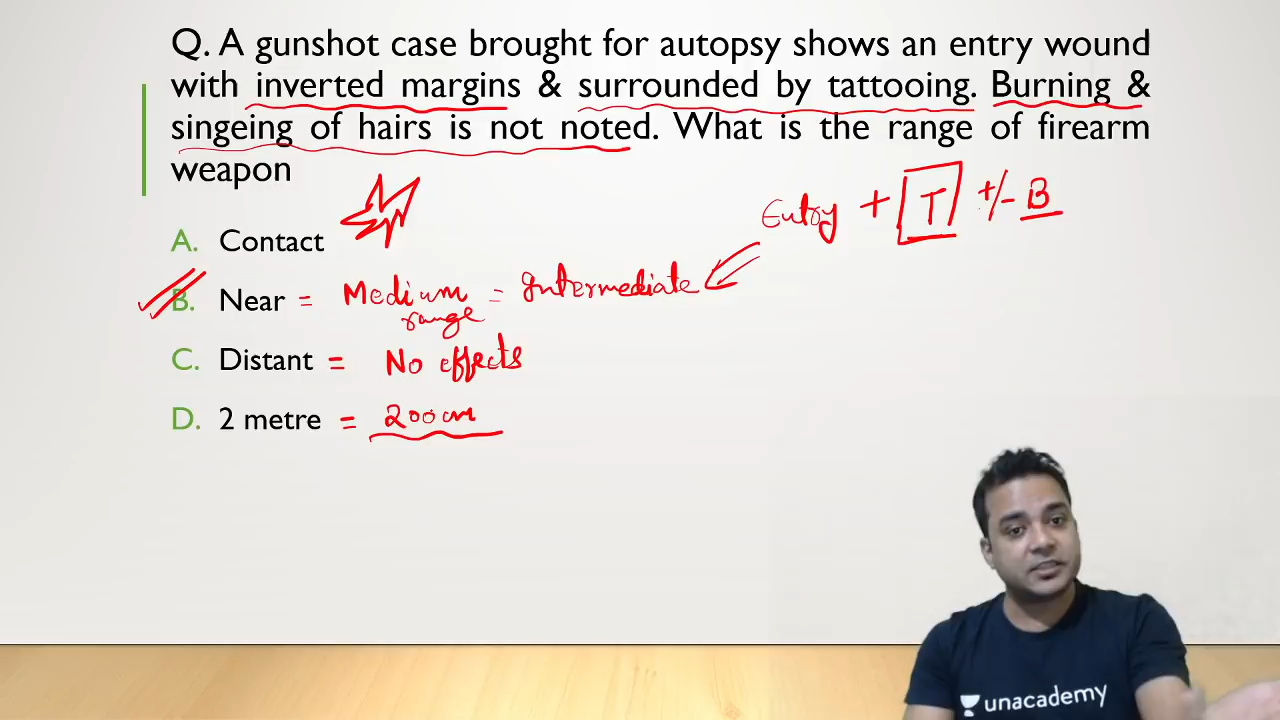 Q. A gunshot case brought for autopsy shows an entry wound
with inverted margins & surrounded by tattooing. Burning &
singeing of hairs is not noted. What is the range of firearm
weapon
Entry + T +/- B
A. Contact
B. Near = Medium range = Intermediate
C. Distant = No effects
D. 2 metre = 200cm
unacademy